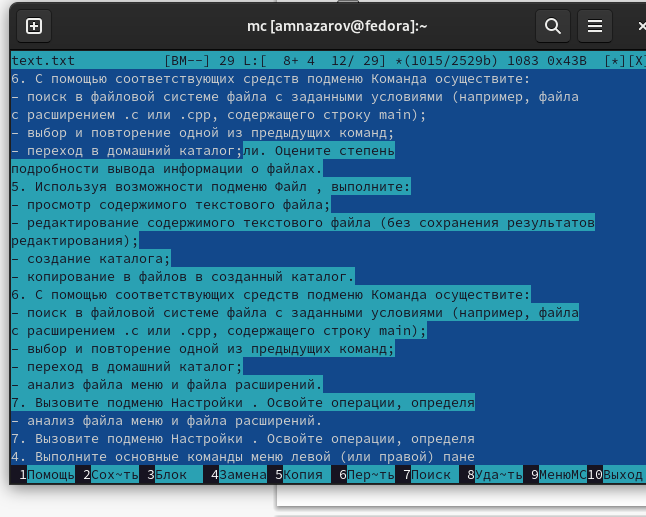 mc [amnazarov@fedora]:~
text.txt [BM--] 29 L:[ 8+ 4 12/ 29] *(1015/2529b) 1083 0x43B [*][X]
6. С помощью соответствующих средств подменю Команда осуществите:
– поиск в файловой системе файла с заданными условиями (например, файла
с расширением .c или .cpp, содержащего строку main);
– выбор и повторение одной из предыдущих команд;
– переход в домашний каталог;ли. Оцените степень
подробности вывода информации о файлах.
5. Используя возможности подменю Файл , выполните:
– просмотр содержимого текстового файла;
– редактирование содержимого текстового файла (без сохранения результатов
редактирования);
– создание каталога;
– копирование в файлов в созданный каталог.
6. С помощью соответствующих средств подменю Команда осуществите:
– поиск в файловой системе файла с заданными условиями (например, файла
с расширением .c или .cpp, содержащего строку main);
– выбор и повторение одной из предыдущих команд;
– переход в домашний каталог;
– анализ файла меню и файла расширений.
7. Вызовите подменю Настройки . Освойте операции, определя
– анализ файла меню и файла расширений.
7. Вызовите подменю Настройки . Освойте операции, определя
4. Выполните основные команды меню левой (или правой) пане
1Помощь 2Сох~ть 3Блок 4Замена 5Копия 6Пер~ть 7Поиск 8Уда~ть 9МенюМС 10Выход